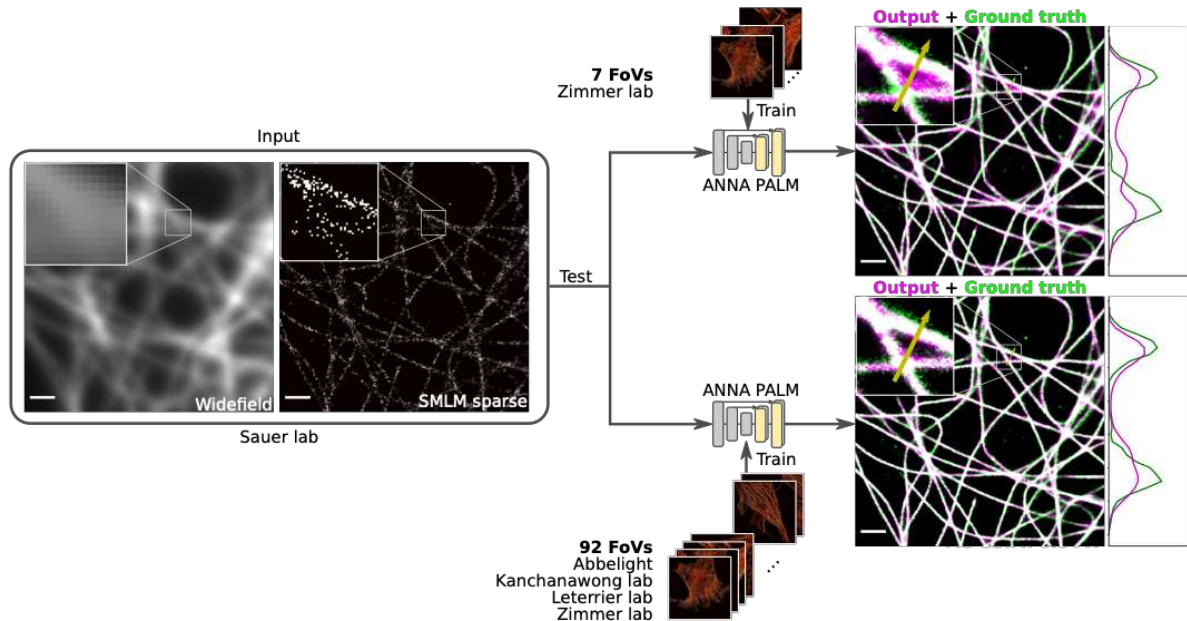 Input
Widefield
SMLM sparse
Sauer lab
Test
7 FoVs
Zimmer lab
...
Train
ANNA PALM
Output + Ground truth
Output + Ground truth
ANNA PALM
Train
92 FoVs
Abbelight
Kanchanawong lab
Leterrier lab
Zimmer lab
...